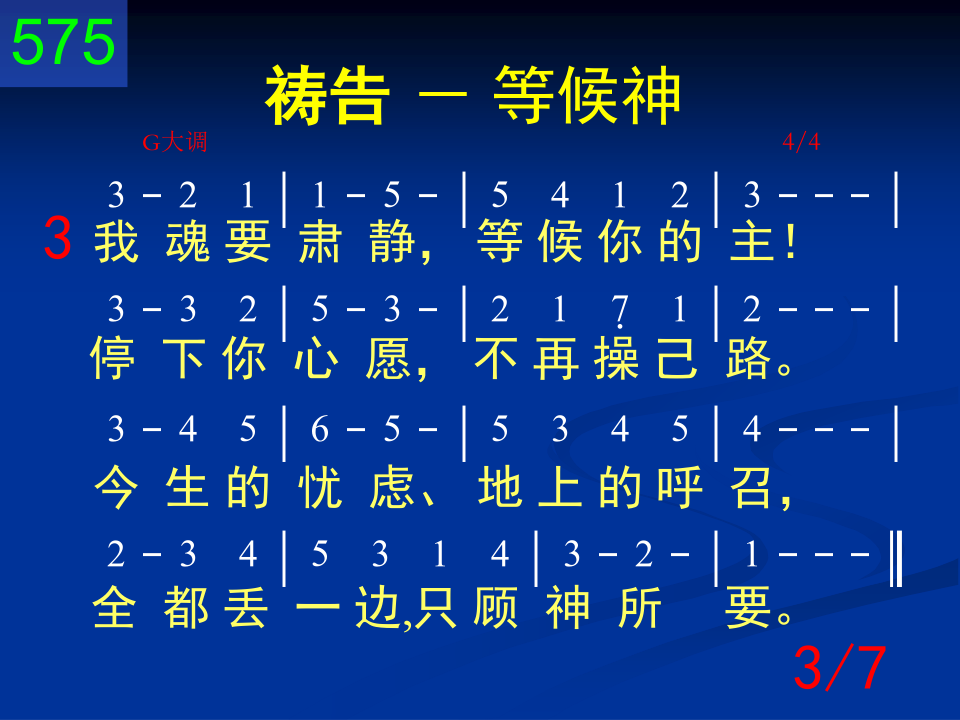 575
祷告 － 等候神
G大调 4/4
3 － 2 1 | 1 － 5 － | 5 4 1 2 | 3 － － － |
3 我 魂 要 肃 静， 等 候 你 的 主！
3 － 3 2 | 5 － 3 － | 2 1 7̣ 1 | 2 － － － |
停 下 你 心 愿， 不 再 操 己 路。
3 － 4 5 | 6 － 5 － | 5 3 4 5 | 4 － － － |
今 生 的 忧 虑、 地 上 的 呼 召，
2 － 3 4 | 5 3 1 4 | 3 － 2 － | 1 － － － ‖
全 都 丢 一 边,只 顾 神 所 要。
3/7